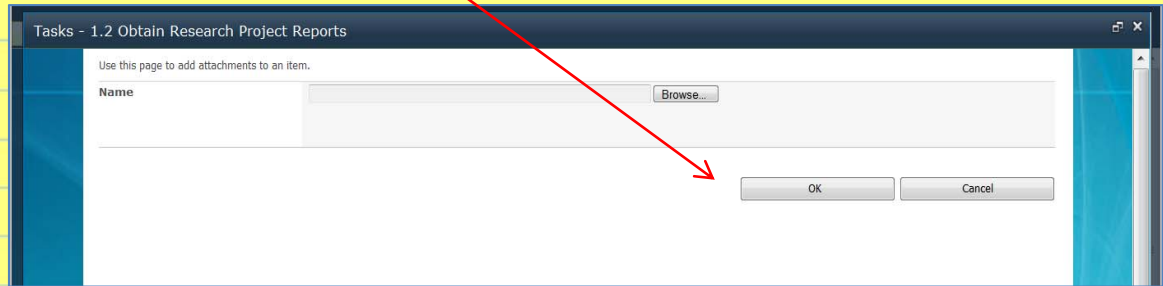 Tasks - 1.2 Obtain Research Project Reports
Use this page to add attachments to an item.
Name
Browse...
OK Cancel